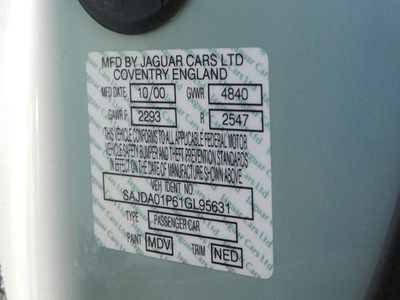 MFD BY JAGUAR CARS LTD
COVENTRY ENGLAND
MFD DATE 10/00 GVWR 4840
GAWR F 2293 R 2547
THIS VEHICLE CONFORMS TO ALL APPLICABLE FEDERAL MOTOR
VEHICLE SAFETY BUMPER AND THEFT PREVENTION STANDARDS
IN EFFECT ON THE DATE OF MANUFACTURE SHOWN ABOVE.
VEH IDENT NO.
SAJDA01P61GL95631
TYPE PASSENGER CAR
PAINT MDV TRIM NED